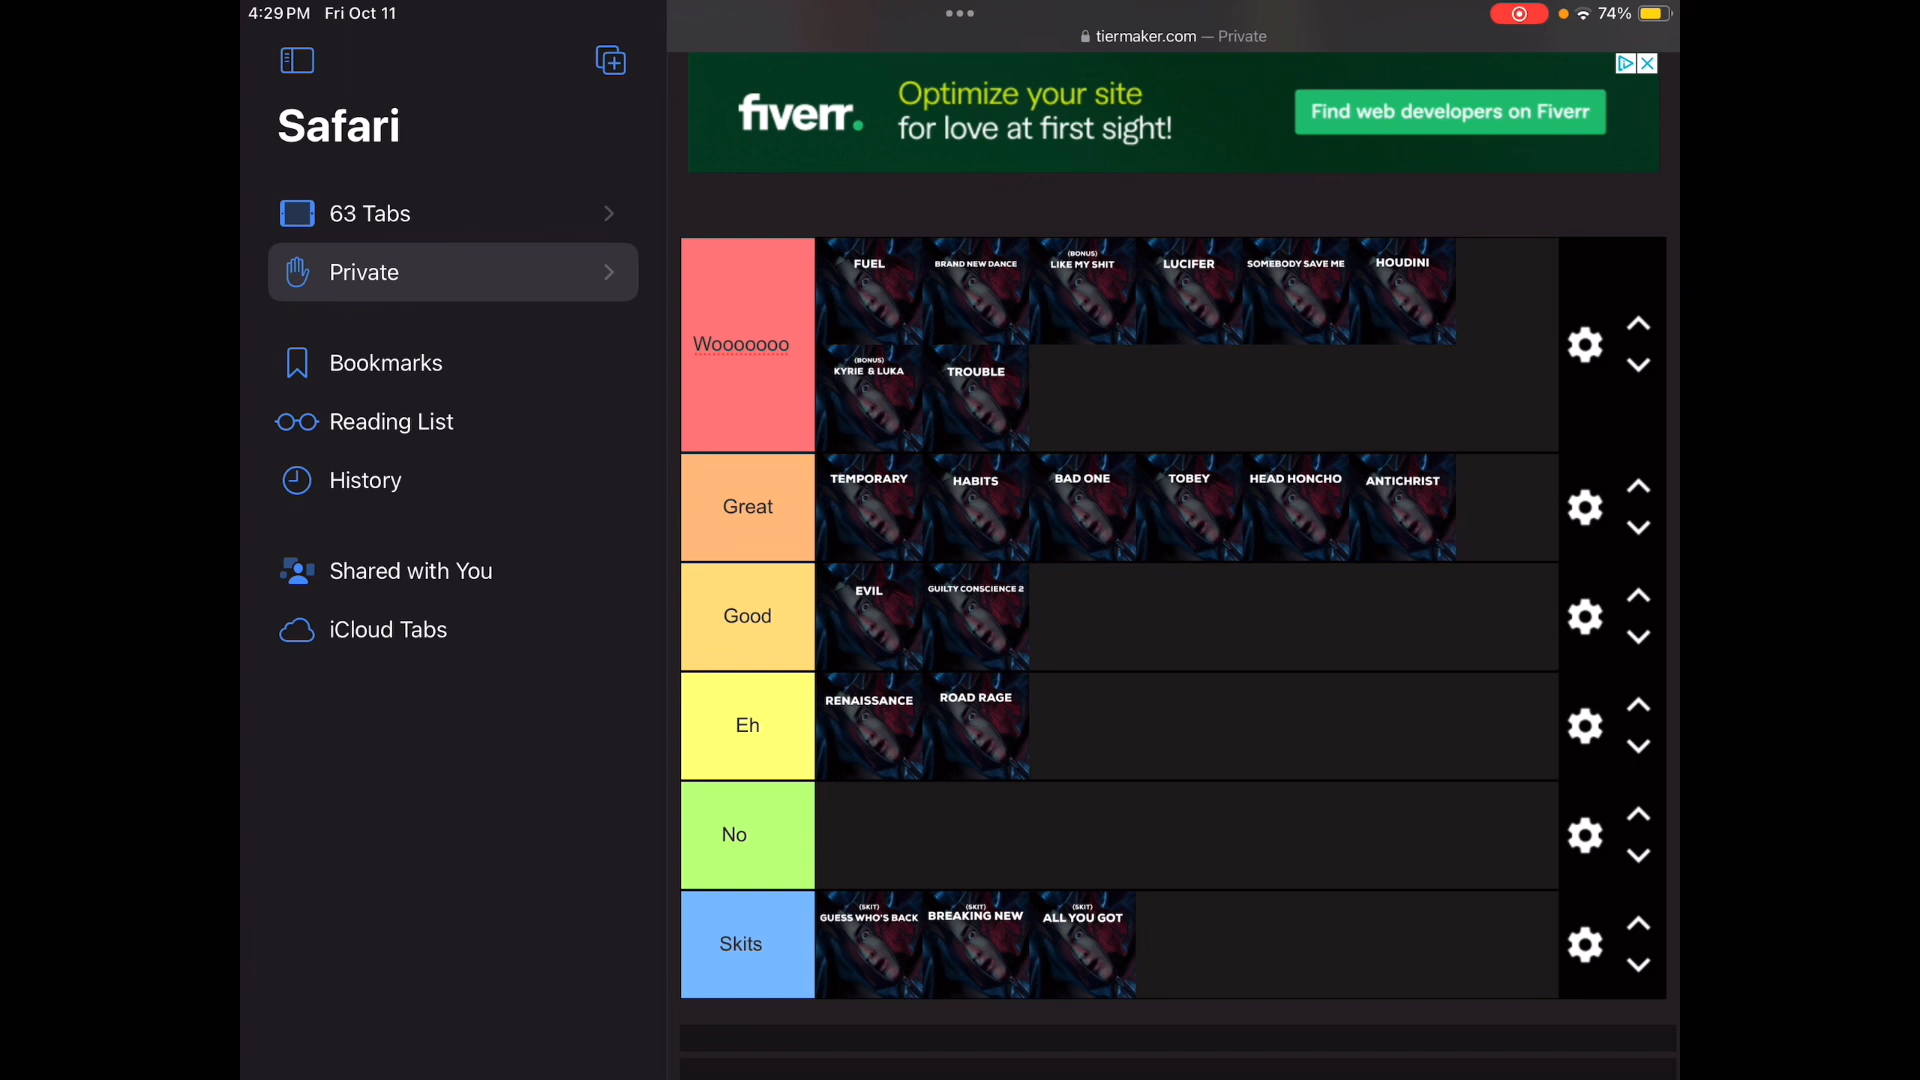 4:29 PM Fri Oct 11
74%
tiermaker.com — Private
Safari
63 Tabs
Private
Bookmarks
Reading List
History
Shared with You
iCloud Tabs
fiverr.
Optimize your site
for love at first sight!
Find web developers on Fiverr
Wooooooo
FUEL
BRAND NEW DANCE
(BONUS)
LIKE MY SHIT
LUCIFER
SOMEBODY SAVE ME
HOUDINI
(BONUS)
KYRIE & LUKA
TROUBLE
Great
TEMPORARY
HABITS
BAD ONE
TOBEY
HEAD HONCHO
ANTICHRIST
Good
EVIL
GUILTY CONSCIENCE 2
Eh
RENAISSANCE
ROAD RAGE
No
Skits
(SKIT)
GUESS WHO'S BACK
(SKIT)
BREAKING NEW
(SKIT)
ALL YOU GOT